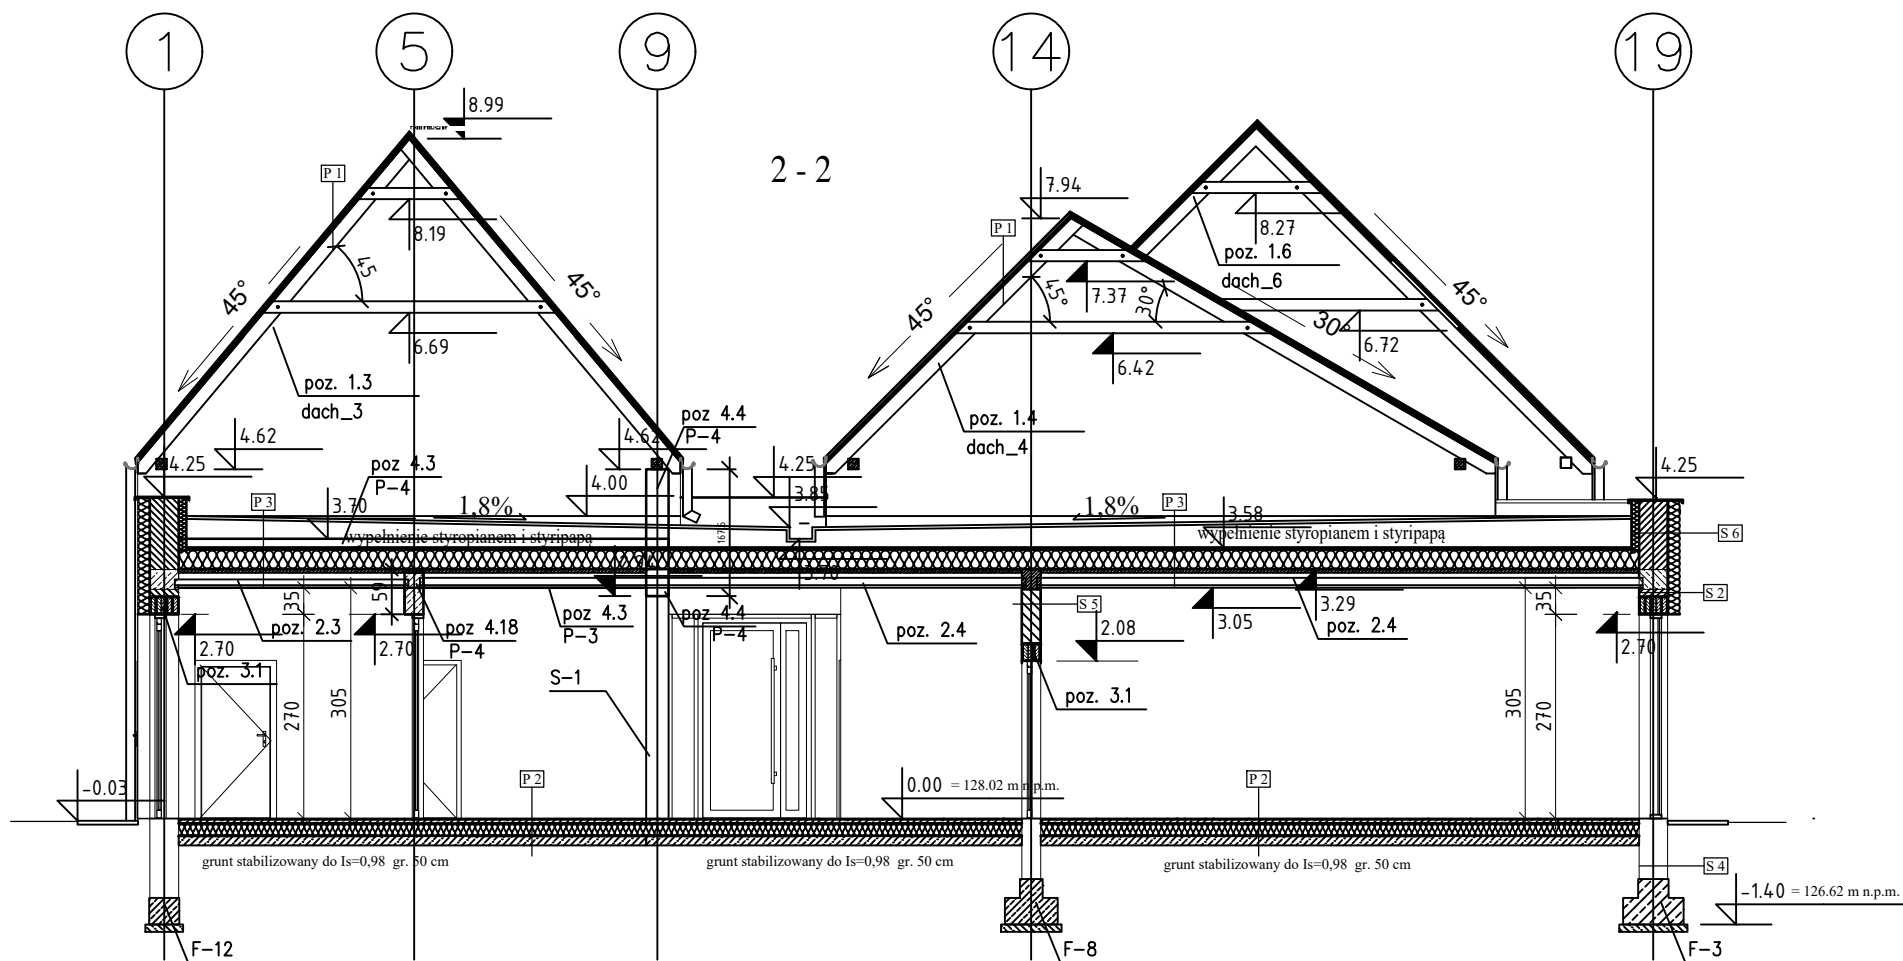 1
5
9
14
19
8.99
2 - 2
P 1
8.19
45
45°
45°
6.69
poz. 1.3
dach_3
7.94
P 1
8.27
poz. 1.6
dach_6
7.37
45°
30°
45°
45°
30°
6.72
6.42
poz. 1.4
dach_4
4.62
4.25
4.62
poz 4.4
P-4
poz 4.3
P-4
4.00
4.25
3.85
4.25
P 3
3.70
1,8%
1,8%
P 3
3.58
wypełnienie styropianem i styripapą
wypełnienie styropianem i styripapą
S 6
3.70
35
305
59
poz. 2.3
2.70
2.70
poz. 3.1
poz 4.18
P-4
poz 4.3
P-3
poz 4.4
P-4
poz. 2.4
S 5
2.08
3.05
3.29
poz. 2.4
35
S 2
2.70
S-1
poz. 3.1
270
305
270
-0.03
P 2
0.00 = 128.02 m n.p.m.
P 2
grunt stabilizowany do Is=0,98 gr. 50 cm
grunt stabilizowany do Is=0,98 gr. 50 cm
grunt stabilizowany do Is=0,98 gr. 50 cm
S 4
-1.40 = 126.62 m n.p.m.
F-12
F-8
F-3